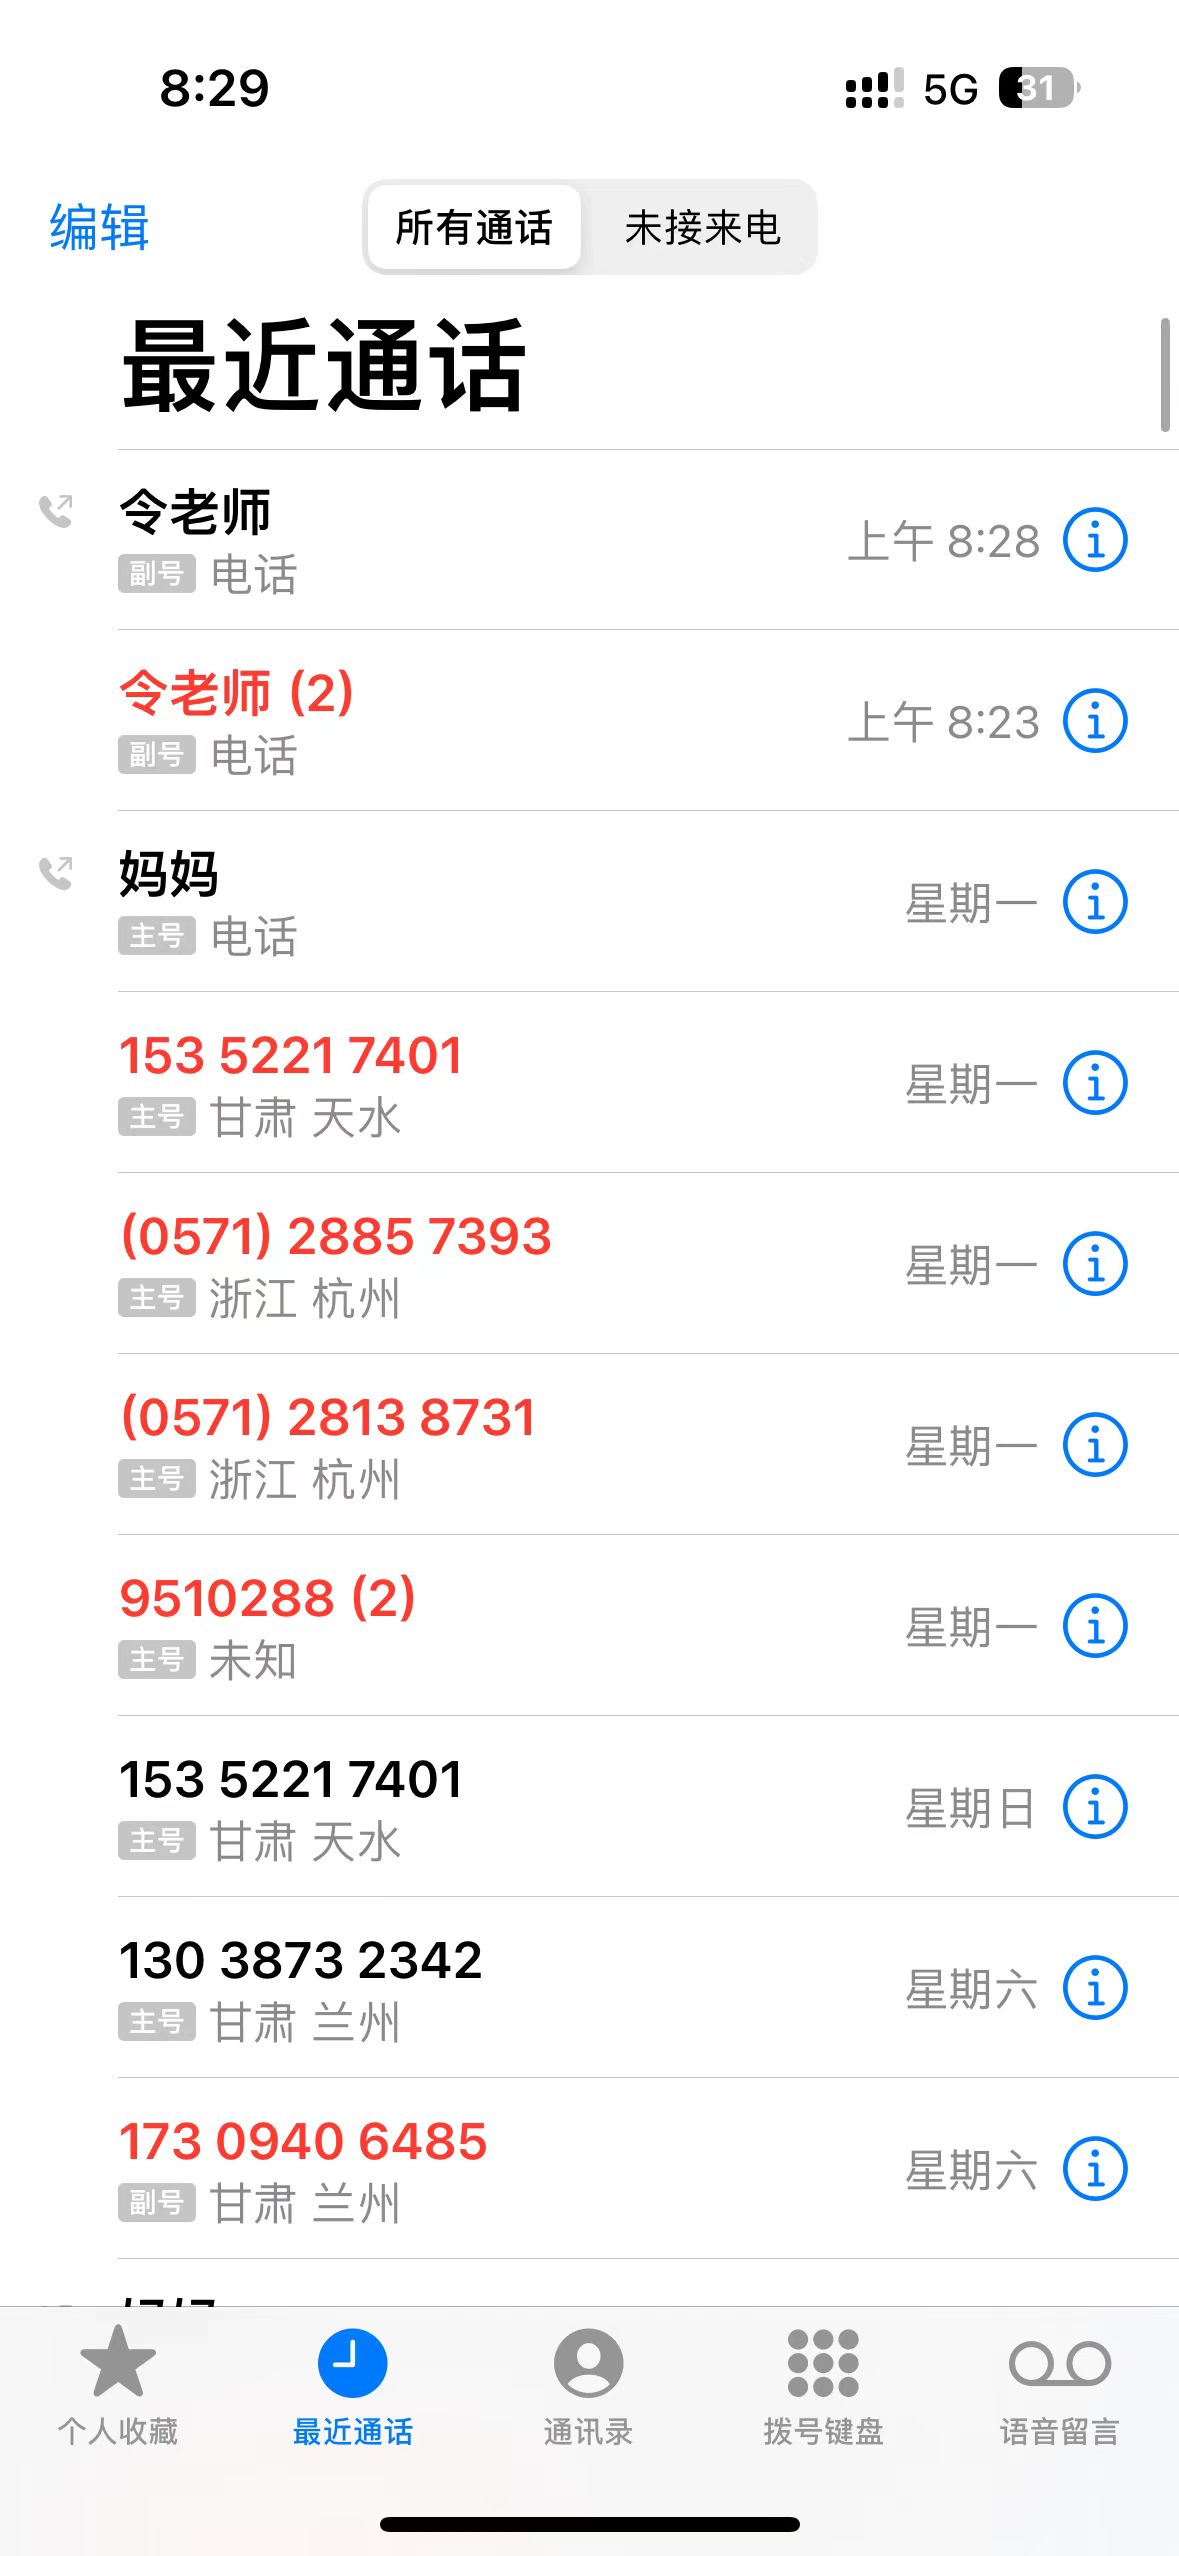 8:29
5G
31
编辑
所有通话
未接来电
最近通话
令老师
上午 8:28
副号 电话
令老师 (2)
上午 8:23
副号 电话
妈妈
星期一
主号 电话
153 5221 7401
星期一
主号 甘肃 天水
(0571) 2885 7393
星期一
主号 浙江 杭州
(0571) 2813 8731
星期一
主号 浙江 杭州
9510288 (2)
星期一
主号 未知
153 5221 7401
星期日
主号 甘肃 天水
130 3873 2342
星期六
主号 甘肃 兰州
173 0940 6485
星期六
副号 甘肃 兰州
个人收藏
最近通话
通讯录
拨号键盘
语音留言